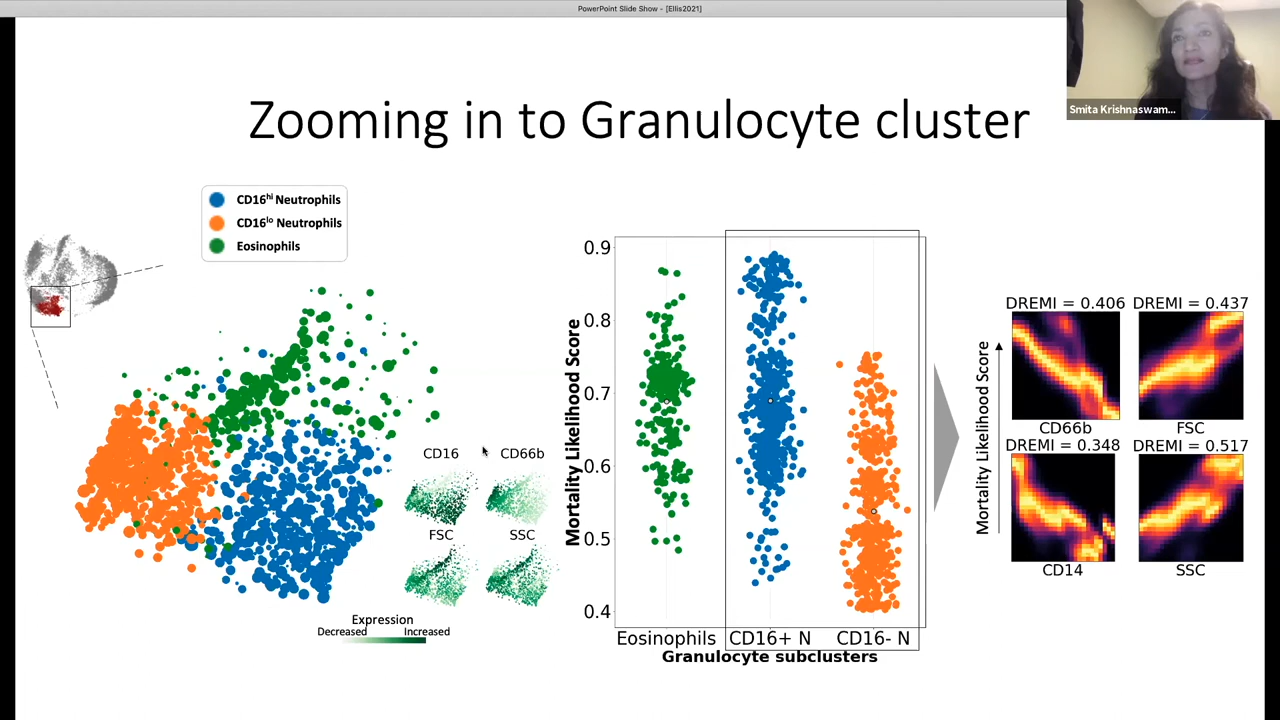 PowerPoint Slide Show - [Ellis2021]
Smita Krishnaswam...
Zooming in to Granulocyte cluster
CD16hi Neutrophils
CD16lo Neutrophils
Eosinophils
CD16 CD66b
FSC SSC
Expression
Decreased Increased
Mortality Likelihood Score
0.9
0.8
0.7
0.6
0.5
0.4
Eosinophils CD16+ N CD16- N
Granulocyte subclusters
Mortality Likelihood Score
DREMI = 0.406 DREMI = 0.437
CD66b FSC
DREMI = 0.348 DREMI = 0.517
CD14 SSC